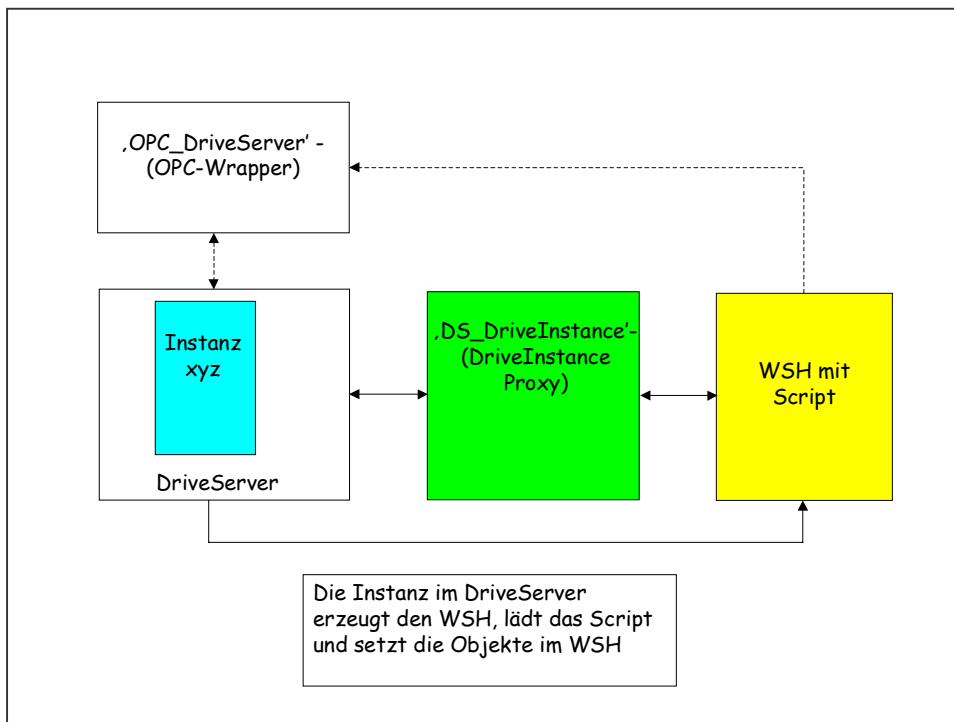 ‚OPC_DriveServer’ -
(OPC-Wrapper)
Instanz
xyz
DriveServer
‚DS_DriveInstance’-
(DriveInstance
Proxy)
WSH mit
Script
Die Instanz im DriveServer
erzeugt den WSH, lädt das Script
und setzt die Objekte im WSH